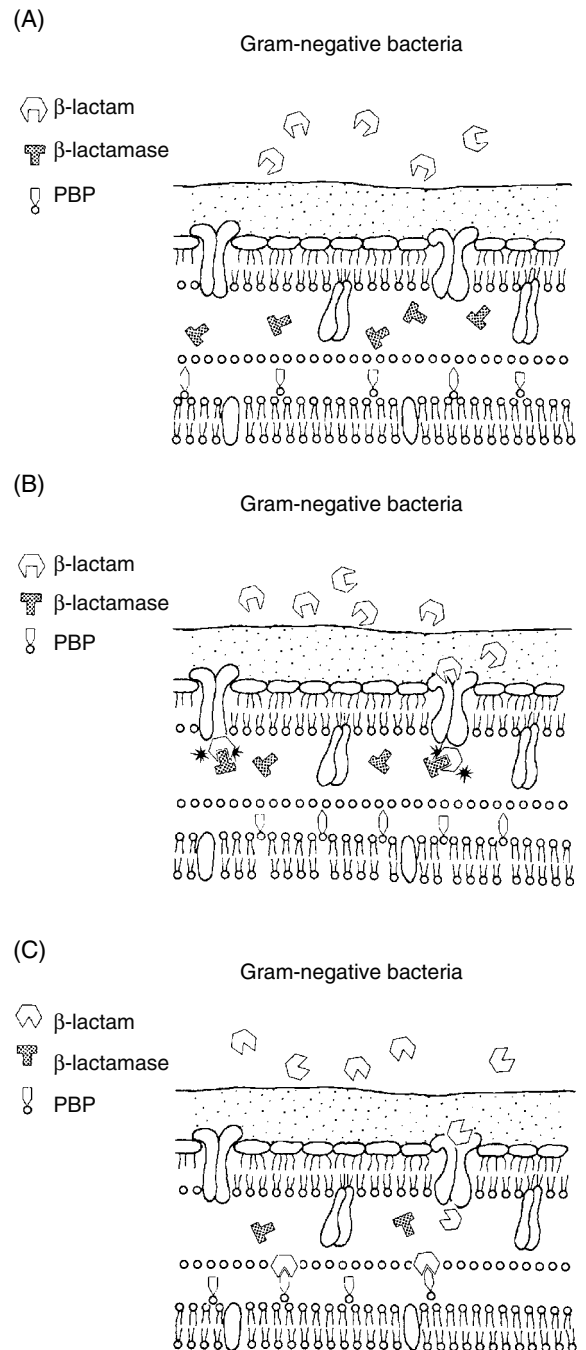 (A)
Gram-negative bacteria
β-lactam
β-lactamase
PBP
(B)
Gram-negative bacteria
β-lactam
β-lactamase
PBP
(C)
Gram-negative bacteria
β-lactam
β-lactamase
PBP